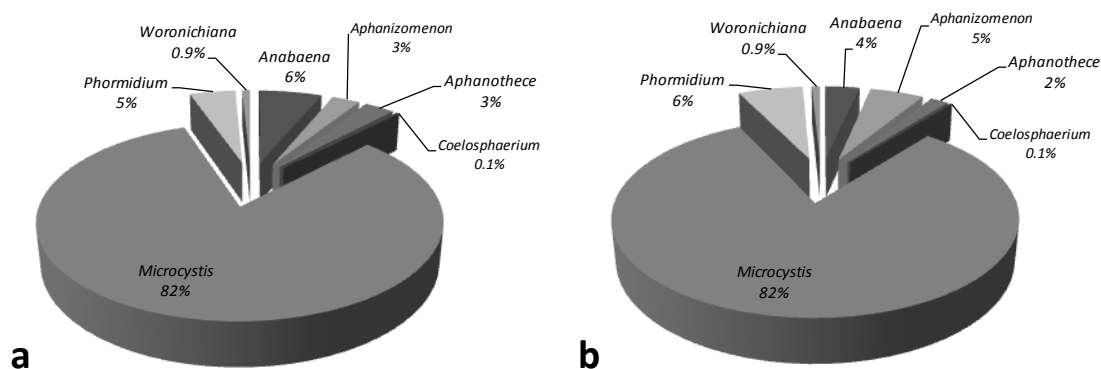 Woronichiana
0.9%
Anabaena
6%
Aphanizomenon
3%
Phormidium
5%
Aphanothece
3%
Coelosphaerium
0.1%
Microcystis
82%
a
Woronichiana
0.9%
Anabaena
4%
Aphanizomenon
5%
Phormidium
6%
Aphanothece
2%
Coelosphaerium
0.1%
Microcystis
82%
b